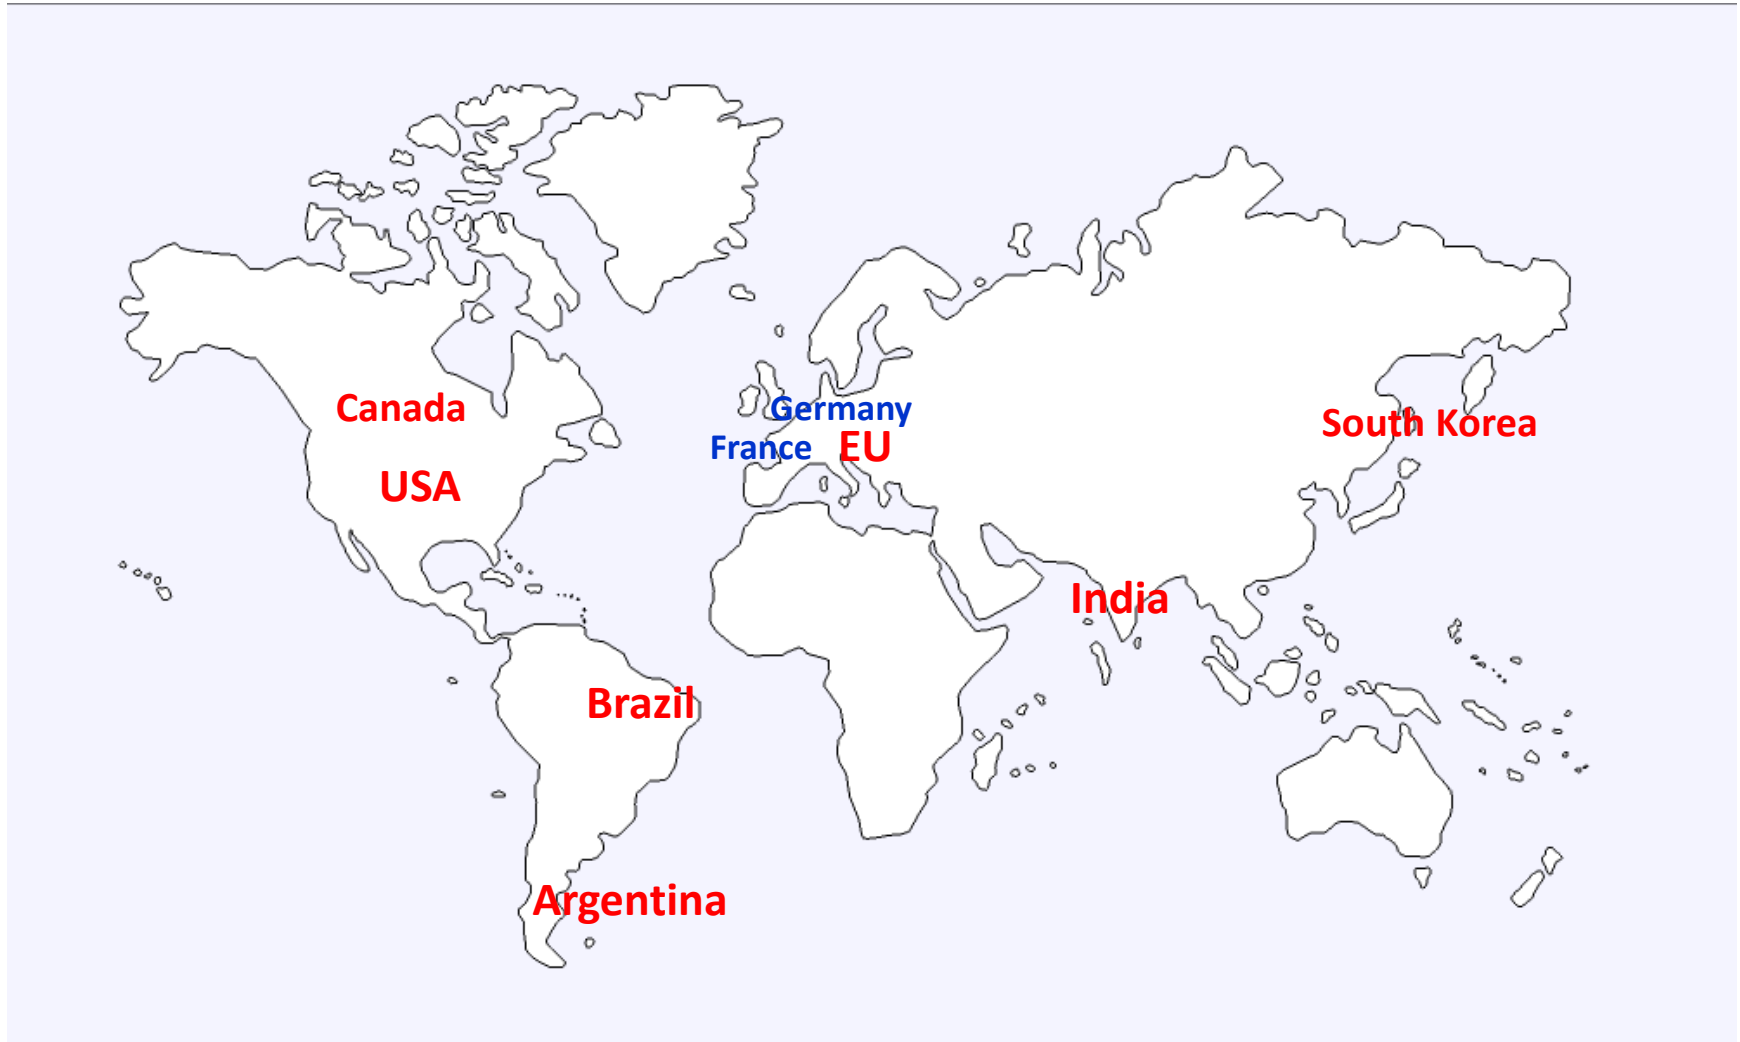 Canada
Germany
South Korea
France
EU
USA
India
Brazil
Argentina